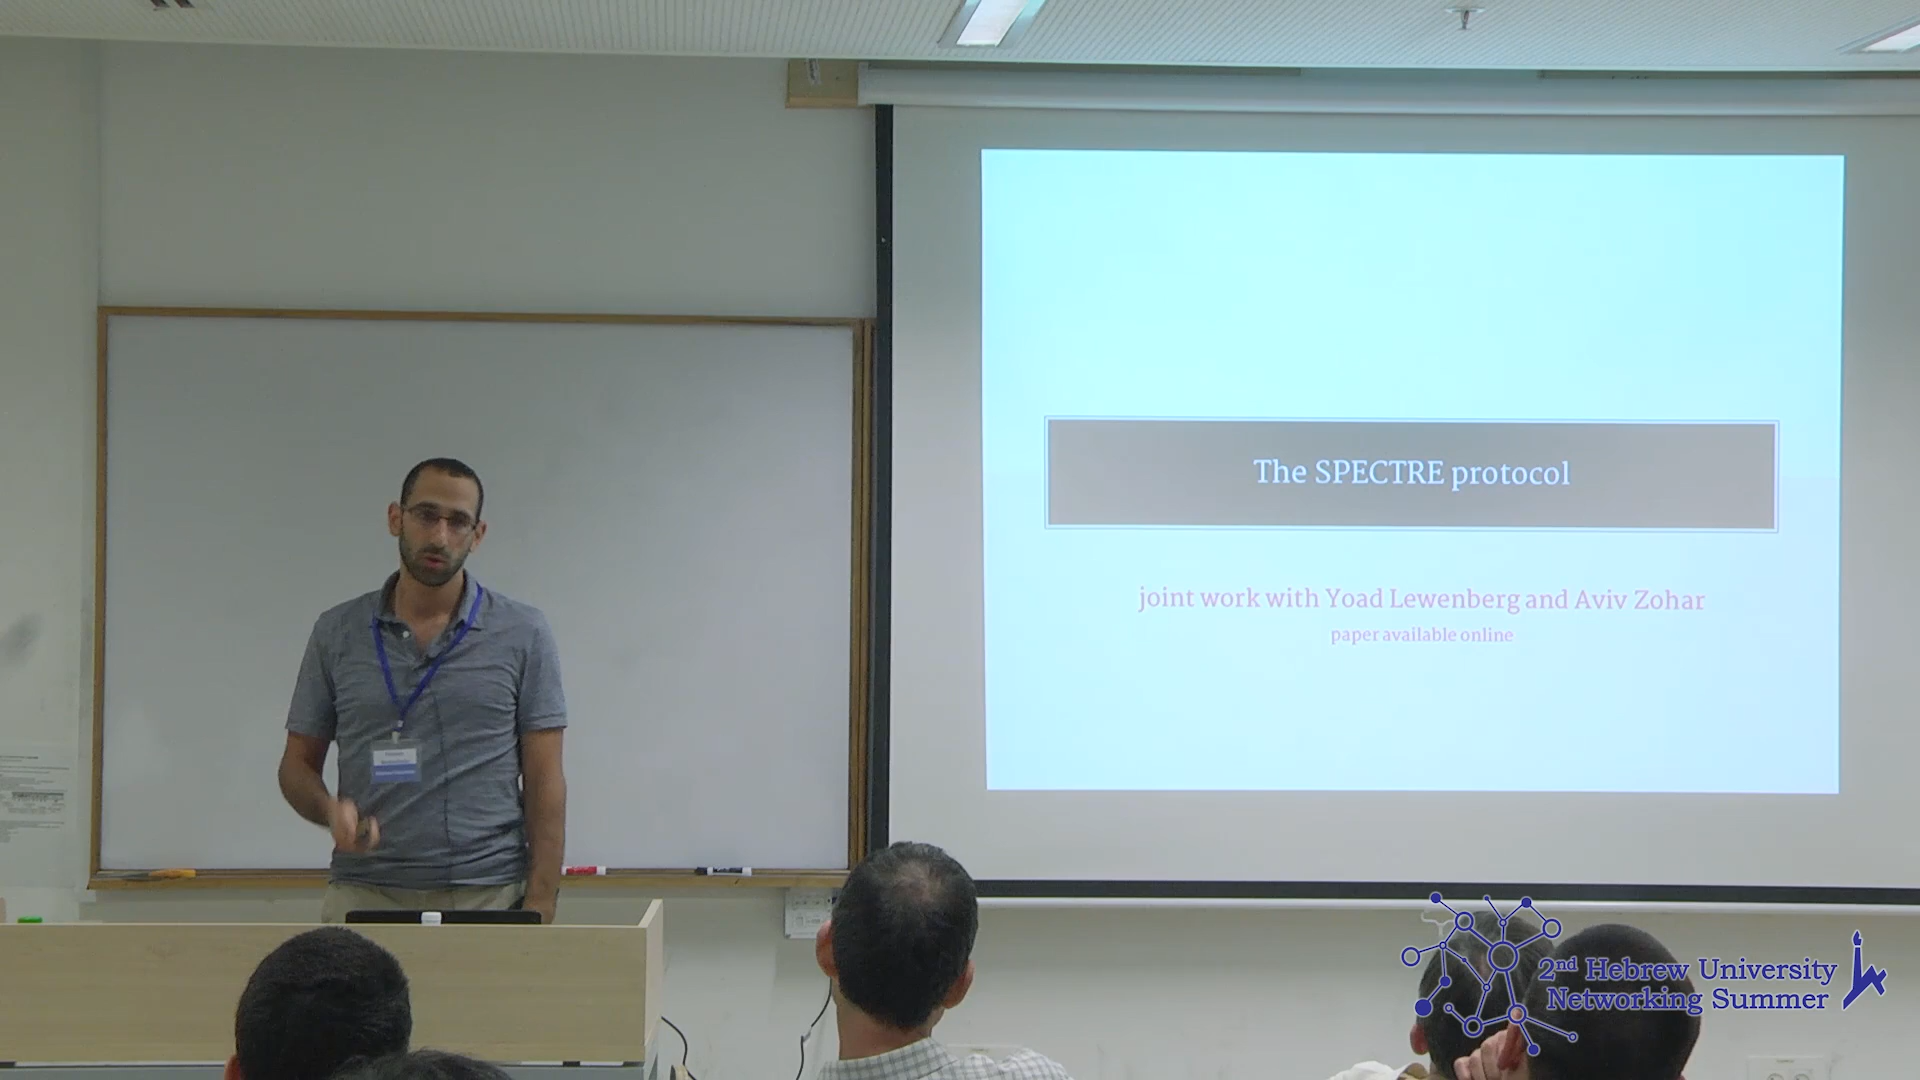 The SPECTRE protocol
joint work with Yoad Lewenberg and Aviv Zohar
paper available online
2nd Hebrew University
Networking Summer